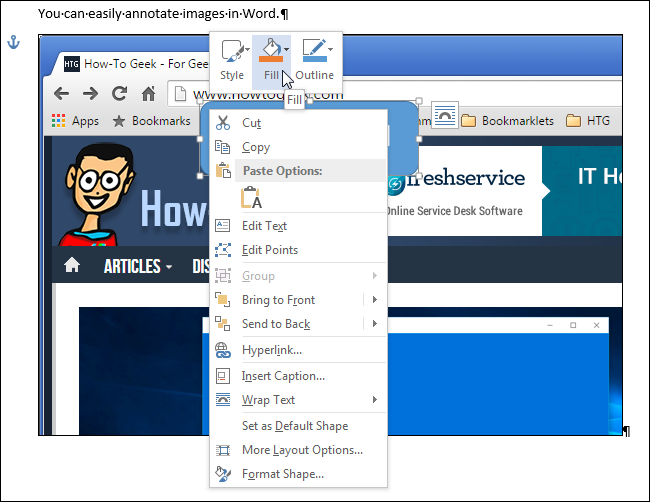 You can easily annotate images in Word.¶
HTG How-To Geek - For Gee
Style Fill Outline
Fill
www.howtogeek.com
Apps Bookmarks Bookmarklets HTG
Cut
Copy
Paste Options:
A
Edit Text
Edit Points
Group
Bring to Front
Send to Back
Hyperlink...
Insert Caption...
Wrap Text
Set as Default Shape
More Layout Options...
Format Shape...
freshservice
Online Service Desk Software
IT H
How
ARTICLES DIS
¶